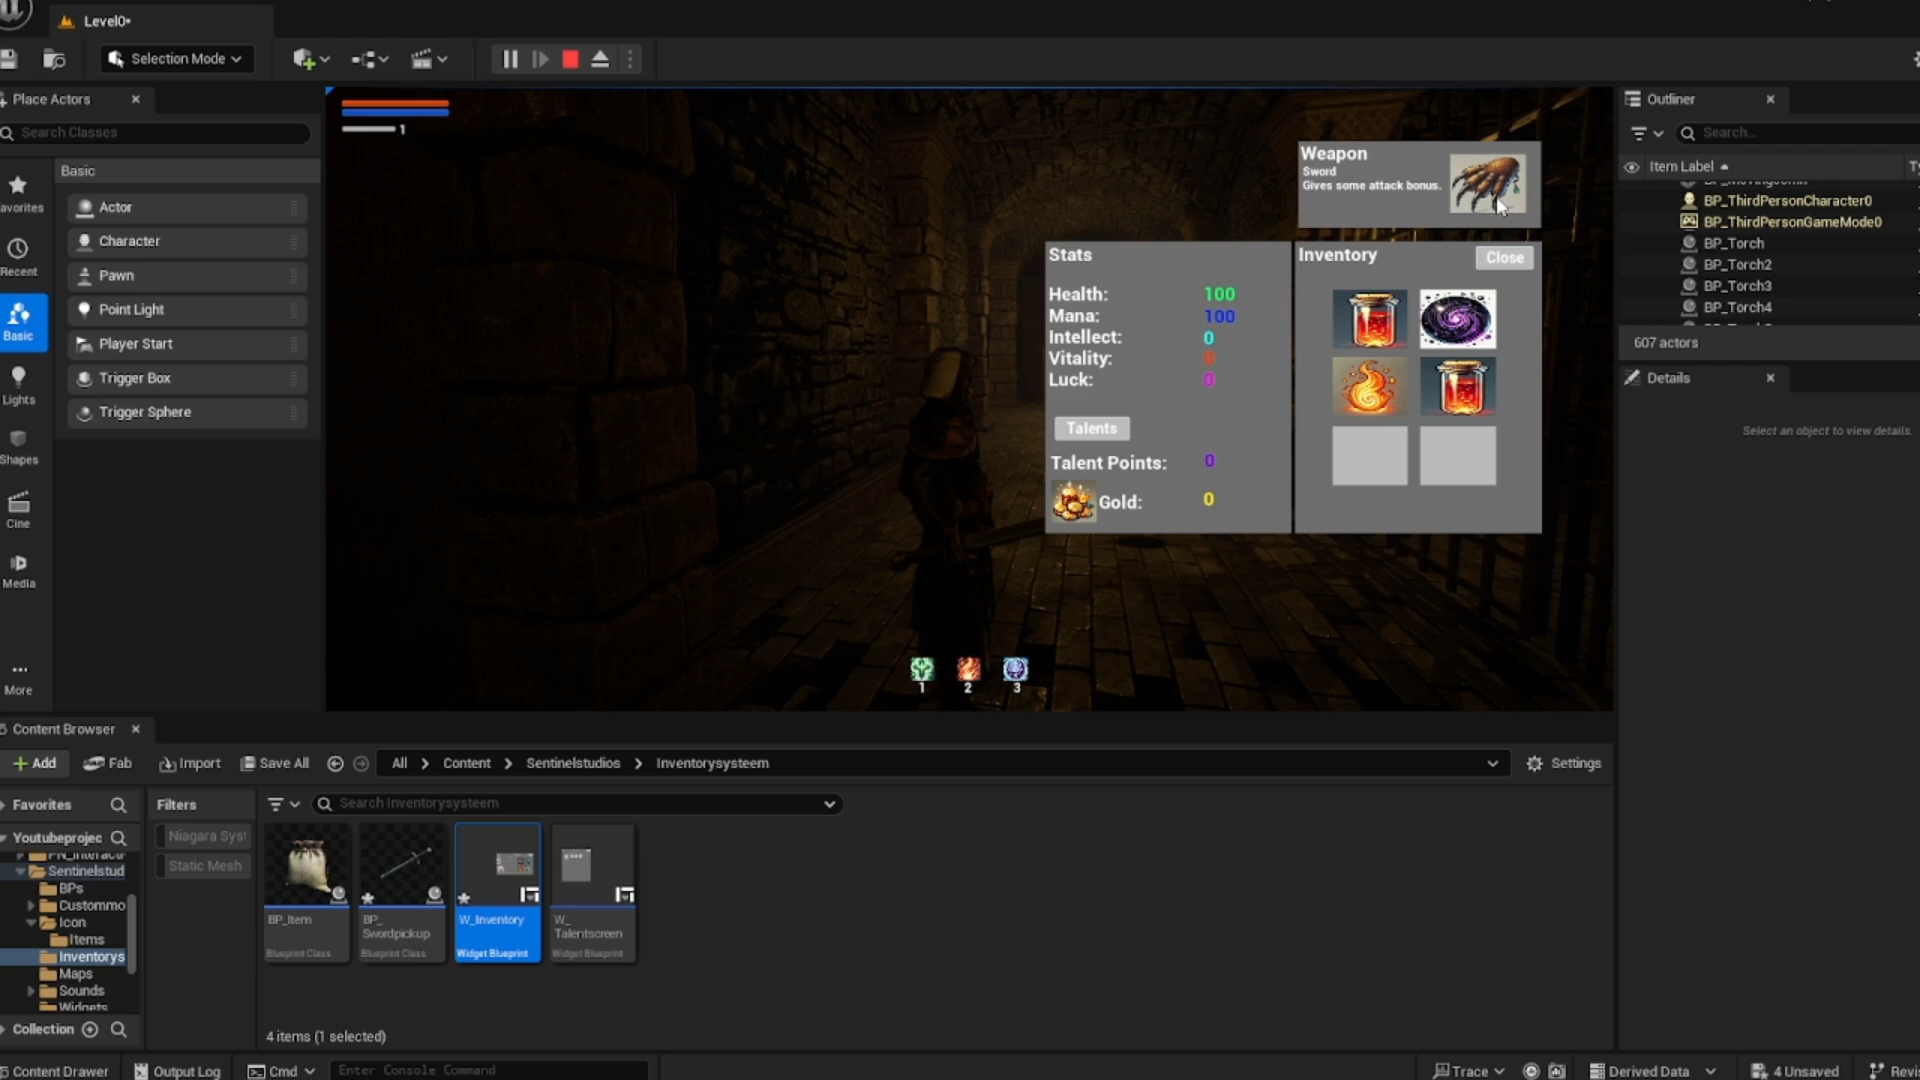 Level0*
Selection Mode
Place Actors
Search Classes
Basic
Favorites
Recent
Basic
Lights
Shapes
Cine
Media
More
Actor
Character
Pawn
Point Light
Player Start
Trigger Box
Trigger Sphere
1
Weapon
Sword
Gives some attack bonus.
Stats
Health: 100
Mana: 100
Intellect: 0
Vitality: 0
Luck: 0
Talents
Talent Points: 0
Gold: 0
Inventory
Close
1 2 3
Outliner
Search...
Item Label
BP_ThirdPersonCharacter0
BP_ThirdPersonGameMode0
BP_Torch
BP_Torch2
BP_Torch3
BP_Torch4
607 actors
Details
Select an object to view details.
Content Browser
Add
Fab
Import
Save All
All
Content
Sentinelstudios
Inventorysysteem
Settings
Favorites
Youtubeprojec
Sentinelstud
BPs
Custommo
Icon
Items
Inventorys
Maps
Sounds
Widgets
Collection
Filters
Niagara Syst
Static Mesh
Search Inventorysysteem
BP_Item
Blueprint Class
BP_
Swordpickup
Blueprint Class
W_Inventory
Widget Blueprint
W_
Talentscreen
Widget Blueprint
4 items (1 selected)
Content Drawer
Output Log
Cmd
Enter Console Command
Trace
Derived Data
4 Unsaved
Revis